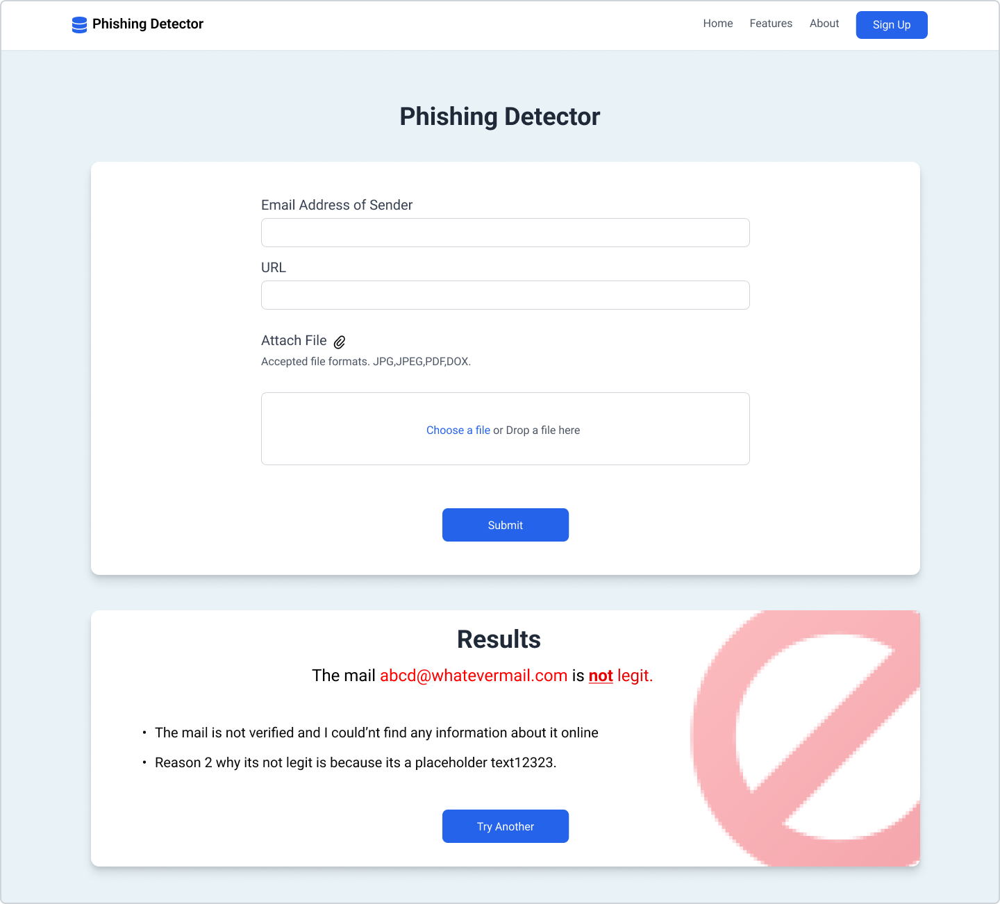 Phishing Detector
Home Features About Sign Up
Phishing Detector
Email Address of Sender
URL
Attach File
Accepted file formats. JPG,JPEG,PDF,DOX.
Choose a file or Drop a file here
Submit
Results
The mail abcd@whatevermail.com is not legit.
• The mail is not verified and I could’nt find any information about it online
• Reason 2 why its not legit is because its a placeholder text12323.
Try Another